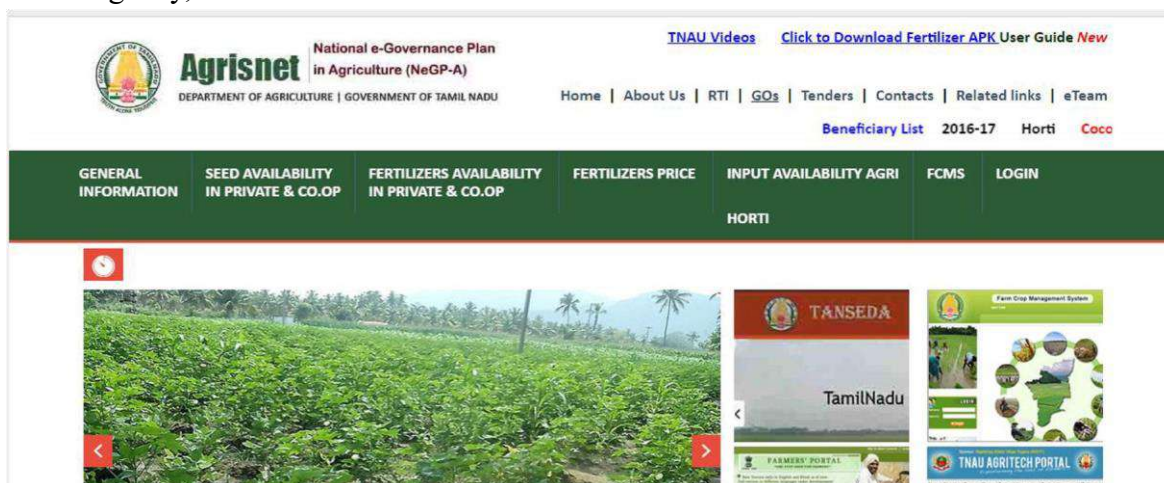 TNAU Videos Click to Download Fertilizer APK User Guide New
National e-Governance Plan
Agrisnet in Agriculture (NeGP-A)
DEPARTMENT OF AGRICULTURE | GOVERNMENT OF TAMIL NADU
Home | About Us | RTI | GOs | Tenders | Contacts | Related links | eTeam
Beneficiary List 2016-17 Horti Coco
GENERAL INFORMATION
SEED AVAILABILITY
IN PRIVATE & CO.OP
FERTILIZERS AVAILABILITY
IN PRIVATE & CO.OP
FERTILIZERS PRICE
INPUT AVAILABILITY AGRI
HORTI
FCMS
LOGIN
TANSEDA
TamilNadu
Farm Crop Management System
LOGIN
FARMERS' PORTAL
TNAU AGRITECH PORTAL